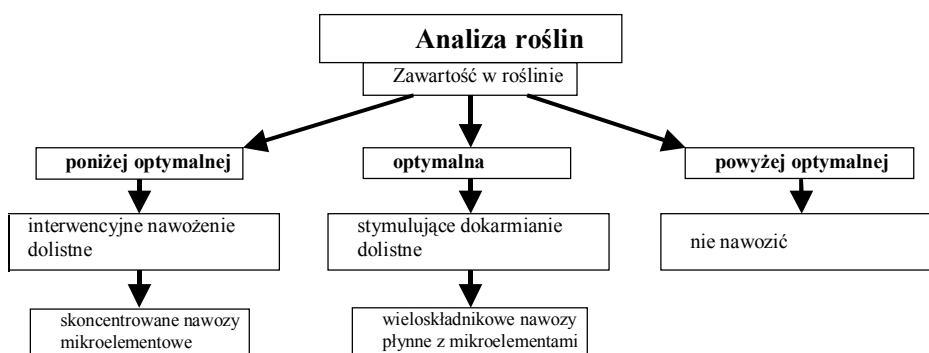 Analiza roślin
Zawartość w roślinie
poniżej optymalnej
optymalna
powyżej optymalnej
interwencyjne nawożenie
dolistne
stymulujące dokarmianie
dolistne
nie nawozić
skoncentrowane nawozy
mikroelementowe
wieloskładnikowe nawozy
płynne z mikroelementami